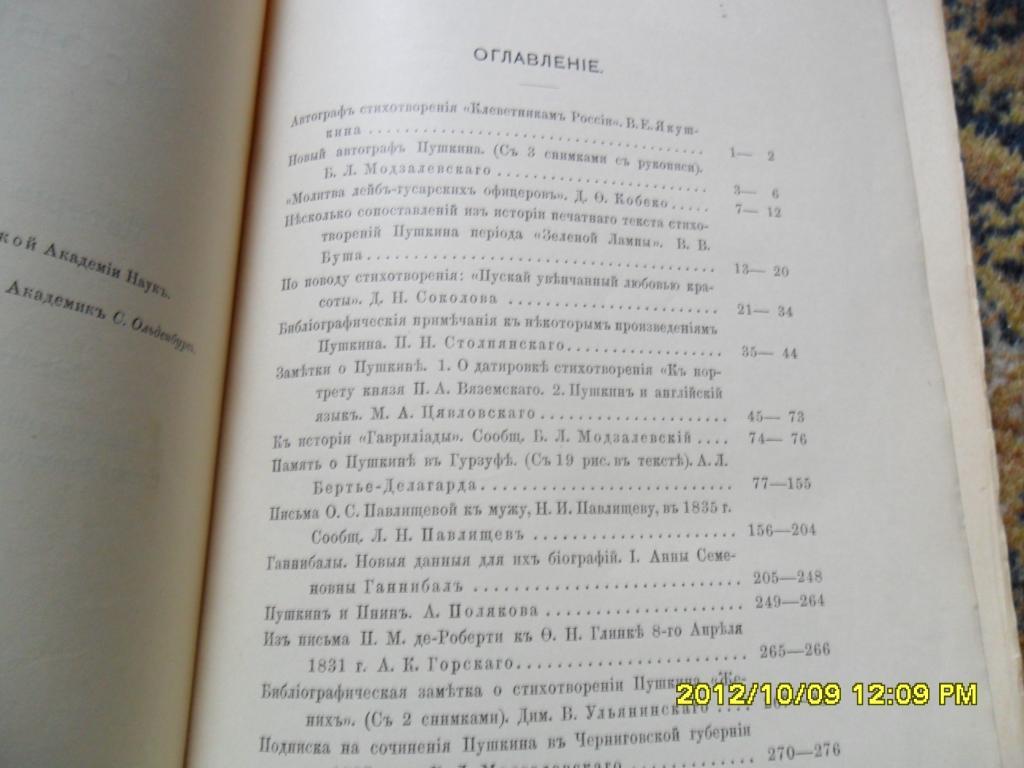 кой Академіи Наукъ.
Академикъ С. Ольденбургъ.
ОГЛАВЛЕНІЕ.
Автографъ стихотворенія «Клеветникамъ Россіи». В. Е. Якуш-
кина . . . . . . . . . . 1— 2
Новый автографъ Пушкина. (Съ 3 снимками съ рукописи).
Б. Л. Модзалевскаго . . . . . . . . . . 3— 6
«Молитва лейбъ-гусарскихъ офицеровъ». Д. Ѳ. Кобеко . . . . . 7— 12
Нѣсколько сопоставленій изъ исторіи печатнаго текста стихо-
твореній Пушкина періода «Зеленой Лампы». В. В.
Буша . . . . . . . . . . 13— 20
По поводу стихотворенія: «Пускай увѣнчанный любовью кра-
соты». Д. Н. Соколова . . . . . . . . . . 21— 34
Библіографическія примѣчанія къ нѣкоторымъ произведеніямъ
Пушкина. П. Н. Столпянскаго . . . . . . . . . . 35— 44
Замѣтки о Пушкинѣ. 1. О датировкѣ стихотворенія «Къ пор-
трету князя П. А. Вяземскаго. 2. Пушкин и англійскій
язык. М. А. Цявловскаго . . . . . . . . . . 45— 73
Къ исторіи «Гавриліады». Сообщ. Б. Л. Модзалевскій . . . . 74— 76
Память о Пушкинѣ въ Гурзуфѣ. (Съ 19 рис. въ текстѣ). А. Л.
Бертье-Делагарда . . . . . . . . . . 77—155
Письма О. С. Павлищевой къ мужу, Н. И. Павлищеву, въ 1835 г.
Сообщ. Л. Н. Павлищевъ . . . . . . . . . . 156—204
Ганнибалы. Новыя данныя для ихъ біографій. I. Анны Семе-
новны Ганнибалъ . . . . . . . . . . 205—248
Пушкинъ и Пнинъ. А. Полякова . . . . . . . . . . 249—264
Изъ письма П. М. де-Роберти къ Ѳ. Н. Глинкѣ 8-го Апрѣля
1831 г. А. К. Горскаго . . . . . . . . . . 265—266
Библіографическая замѣтка о стихотвореніи Пушкина «Же-
нихъ». (Съ 2 снимками). Дим. В. Ульянинскаго . . . .
2012/10/09 12:09 PM
Подписка на сочиненія Пушкина въ Черниговской губерніи
270—276